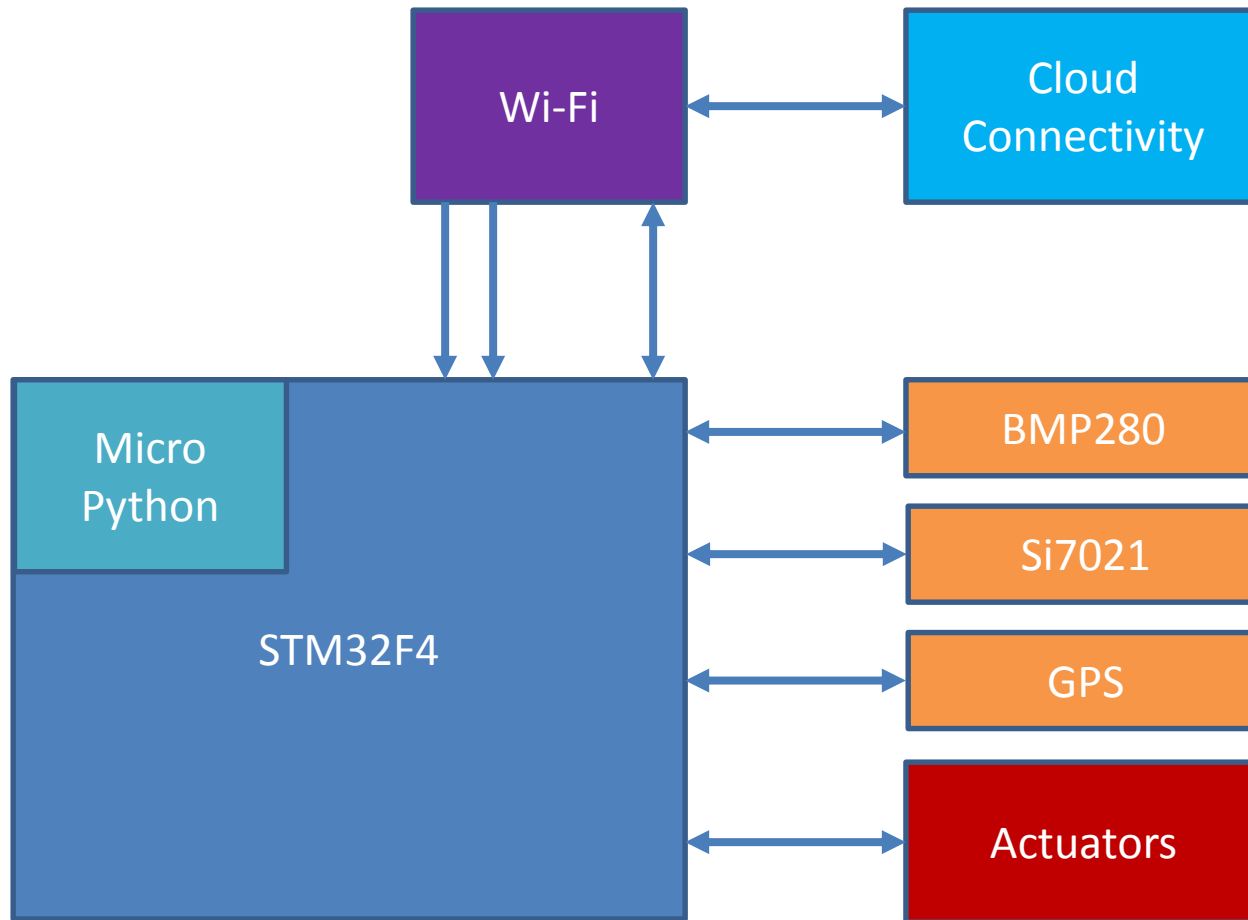 Wi-Fi
Cloud
Connectivity
Micro
Python
STM32F4
BMP280
Si7021
GPS
Actuators